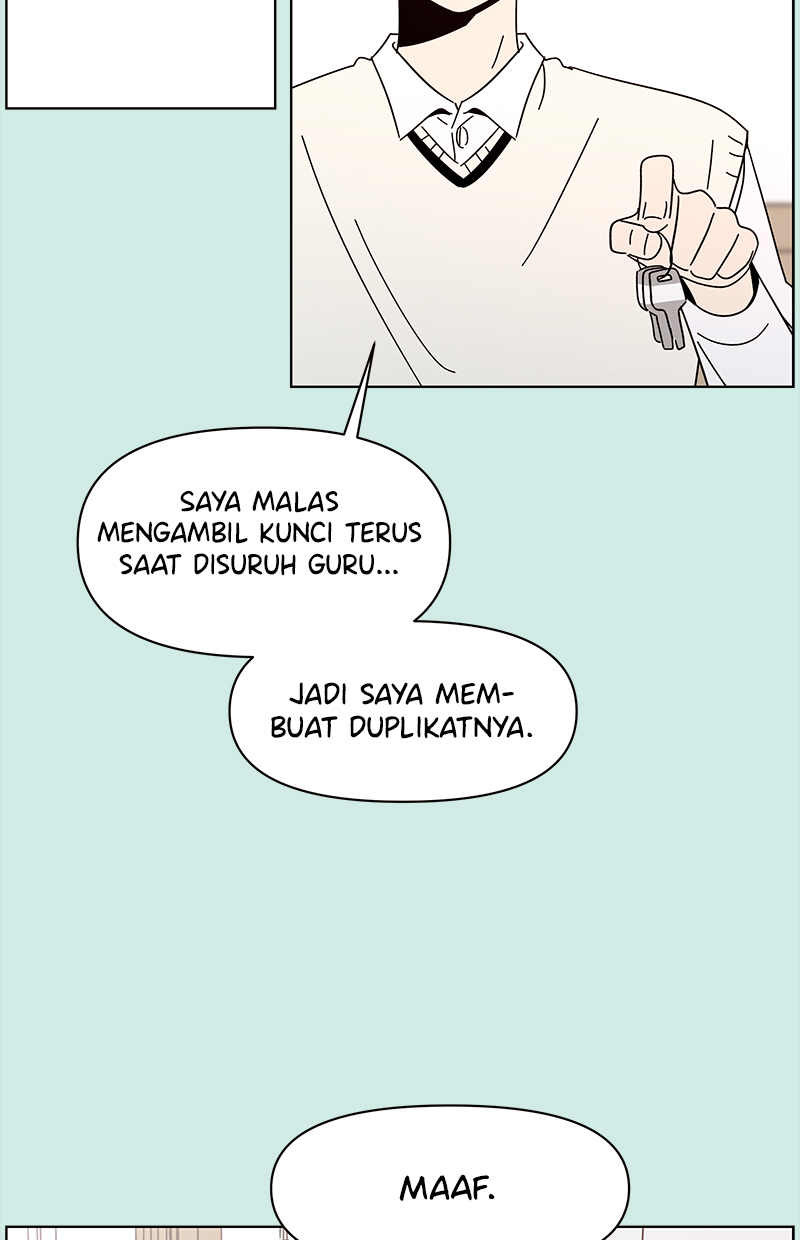 SAYA MALAS
MENGAMBIL KUNCI TERUS
SAAT DISURUH GURU...
JADI SAYA MEM-
BUAT DUPLIKATNYA.
MAAF.